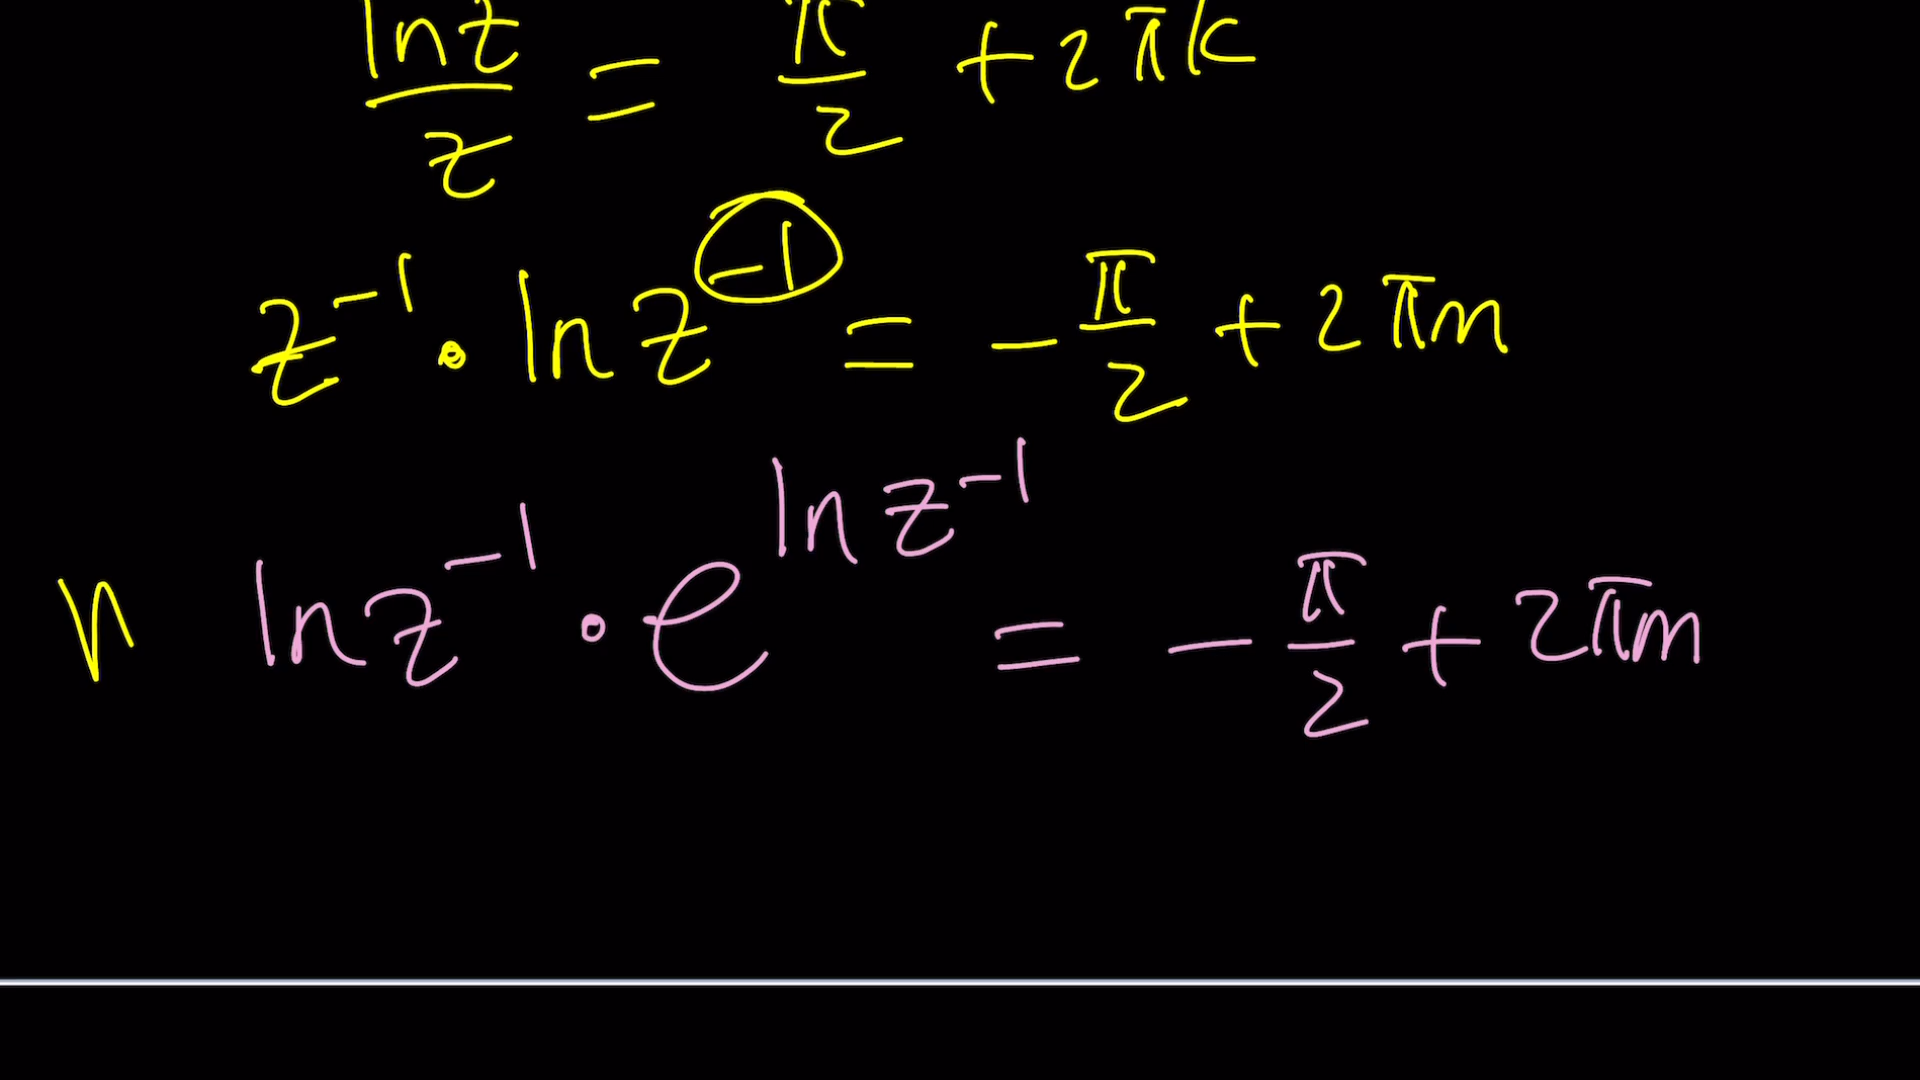 ln z / z = π/2 + 2πk
z⁻¹ · ln z⁻¹ = -π/2 + 2πm
n ln z⁻¹ · e^(ln z⁻¹) = -π/2 + 2πm